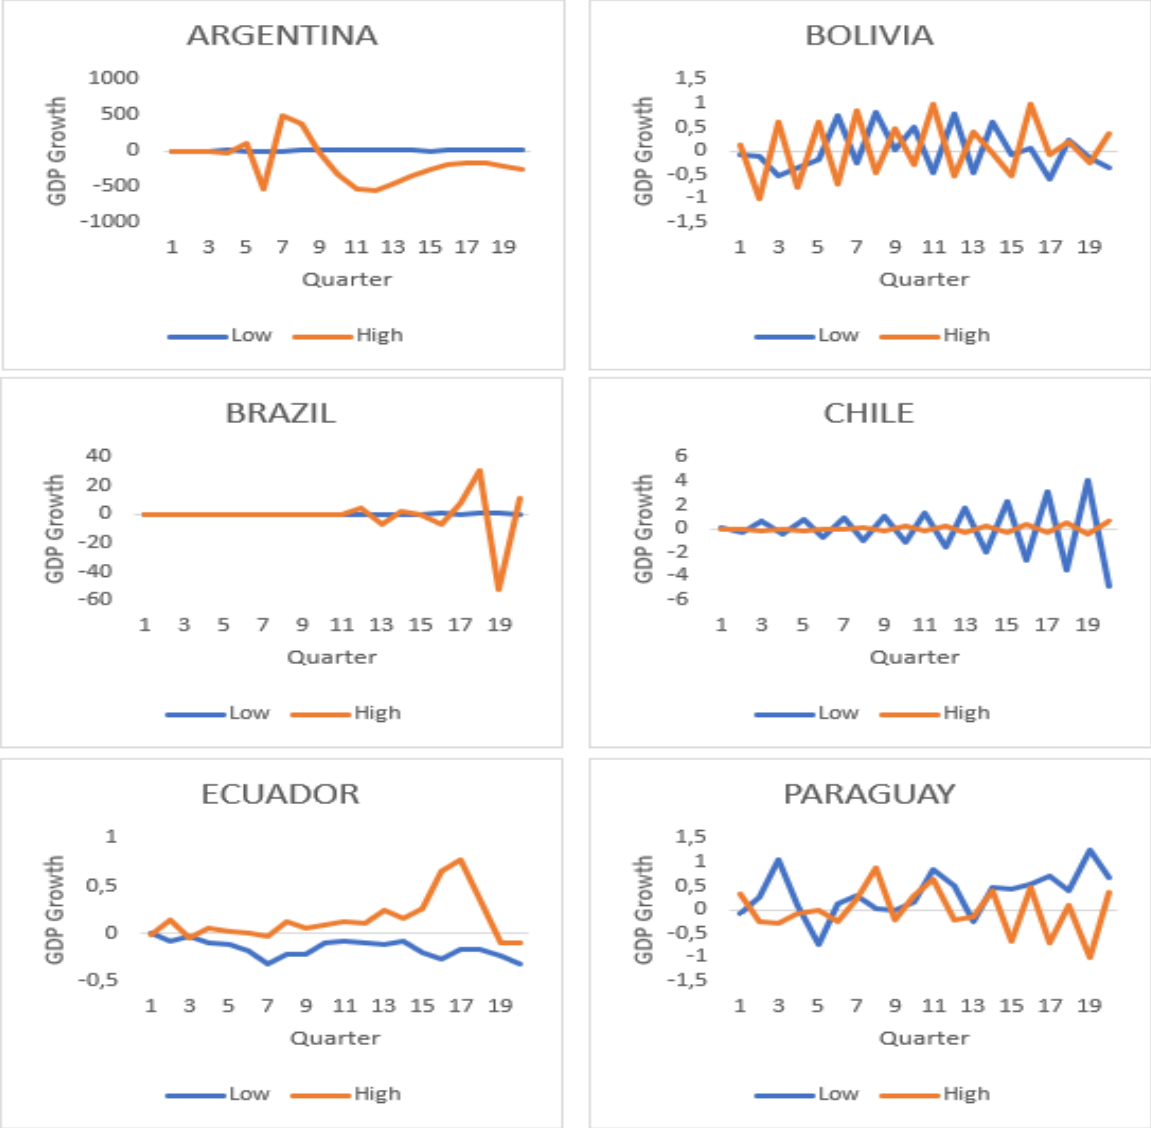 ARGENTINA
GDP Growth
1000
500
0
-500
-1000
1 3 5 7 9 11 13 15 17 19
Quarter
Low High
BOLIVIA
GDP Growth
1,5
1
0,5
0
-0,5
-1
-1,5
1 3 5 7 9 11 13 15 17 19
Quarter
Low High
BRAZIL
GDP Growth
40
20
0
-20
-40
-60
1 3 5 7 9 11 13 15 17 19
Quarter
Low High
CHILE
GDP Growth
6
4
2
0
-2
-4
-6
1 3 5 7 9 11 13 15 17 19
Quarter
Low High
ECUADOR
GDP Growth
1
0,5
0
-0,5
1 3 5 7 9 11 13 15 17 19
Quarter
Low High
PARAGUAY
GDP Growth
1,5
1
0,5
0
-0,5
-1
-1,5
1 3 5 7 9 11 13 15 17 19
Quarter
Low High